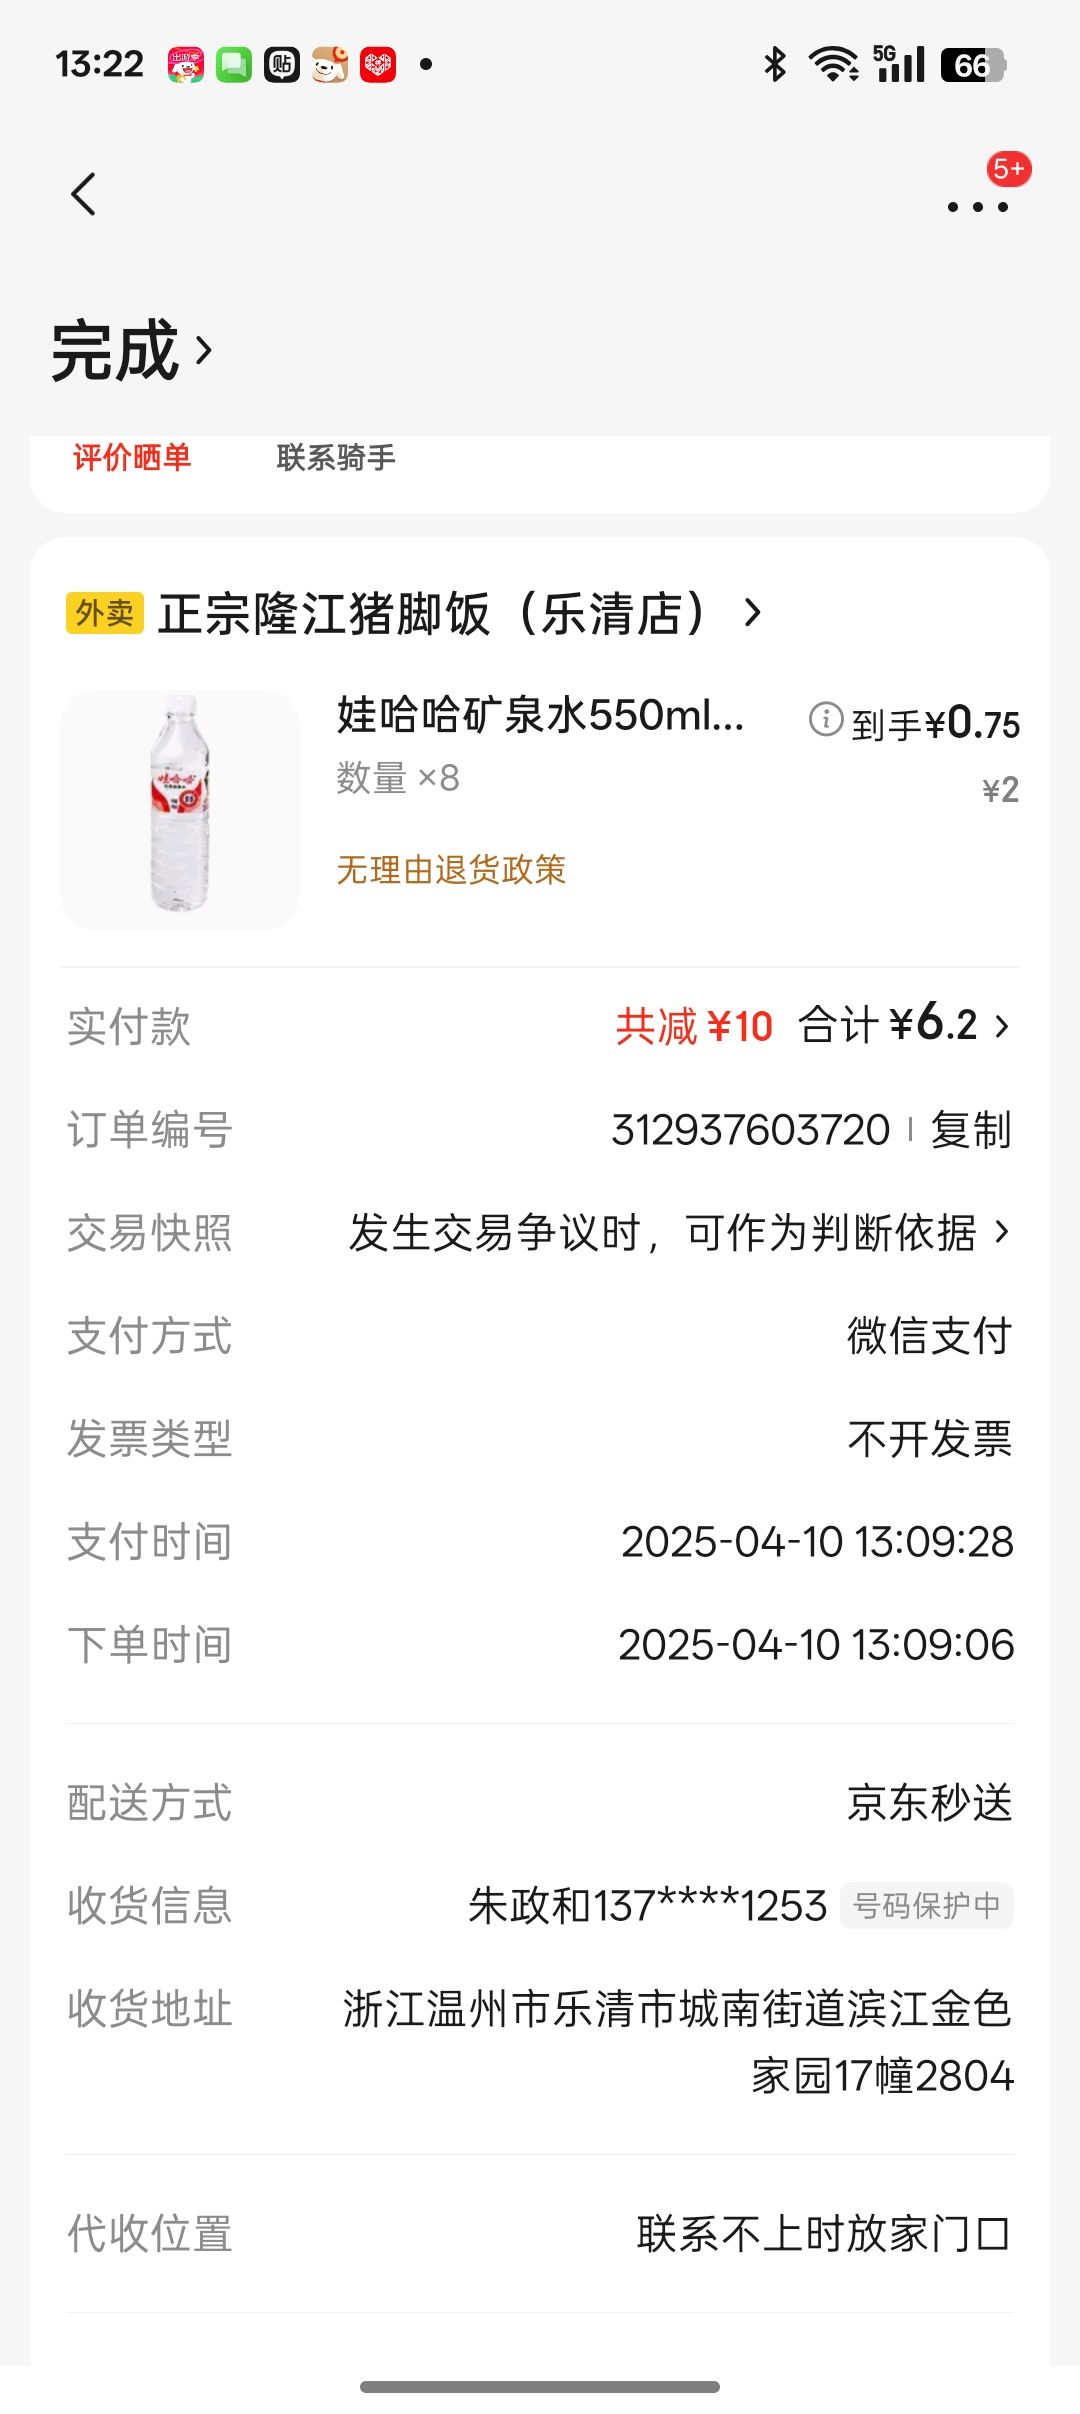 13:22
5G
66
5+
完成
评价晒单 联系骑手
外卖 正宗隆江猪脚饭（乐清店）
娃哈哈矿泉水550ml... 到手¥0.75
数量 ×8 ¥2
娃哈哈
无理由退货政策
实付款 共减 ¥10 合计 ¥6.2
订单编号 312937603720 复制
交易快照 发生交易争议时，可作为判断依据
支付方式 微信支付
发票类型 不开发票
支付时间 2025-04-10 13:09:28
下单时间 2025-04-10 13:09:06
配送方式 京东秒送
收货信息 朱政和137****1253 号码保护中
收货地址 浙江温州市乐清市城南街道滨江金色
家园17幢2804
代收位置 联系不上时放家门口